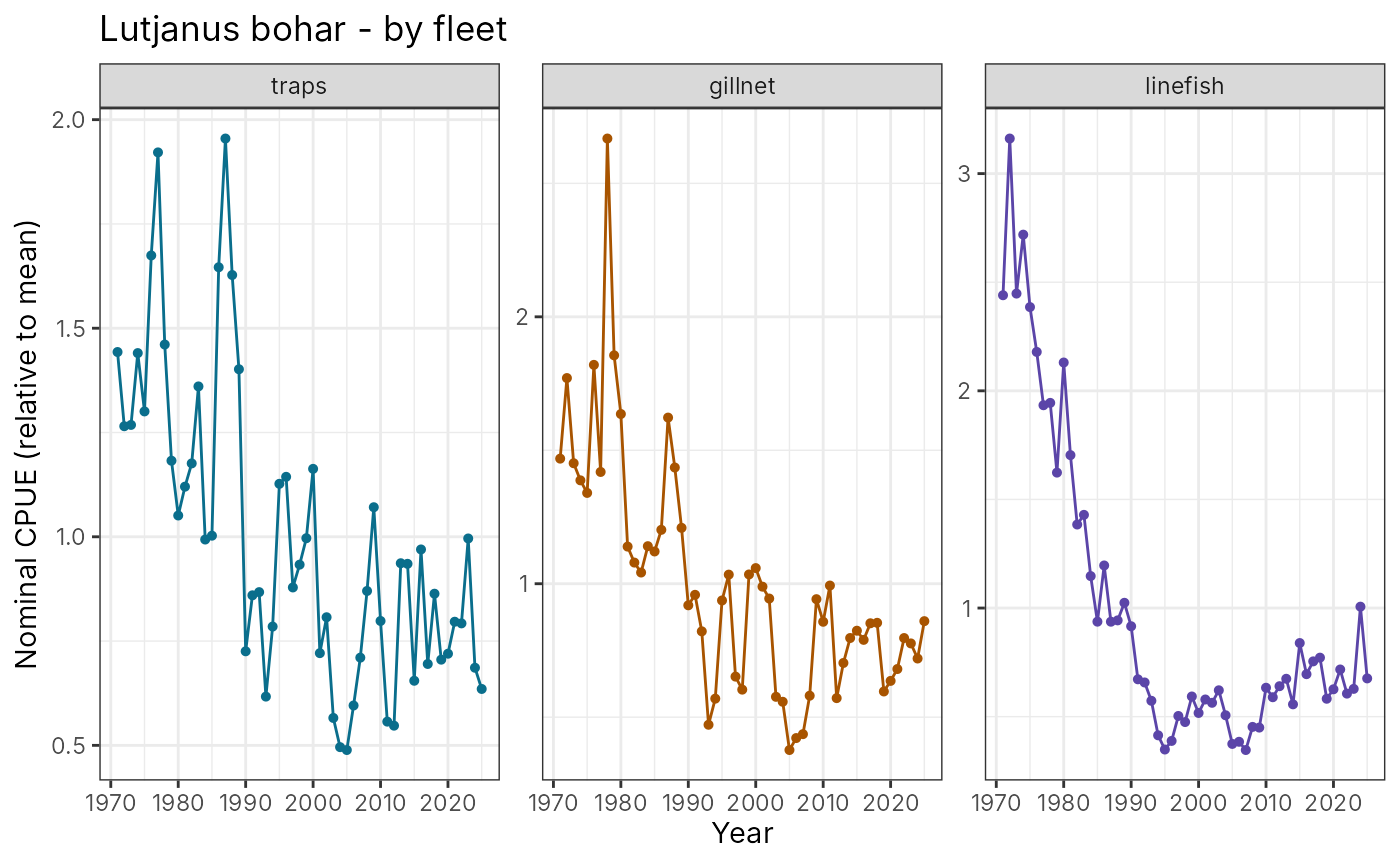 Lutjanus bohar - by fleet
traps
gillnet
linefish
Nominal CPUE (relative to mean)
2.0
1.5
1.0
0.5
2
1
3
2
1
1970 1980 1990 2000 2010 2020
1970 1980 1990 2000 2010 2020
1970 1980 1990 2000 2010 2020
Year